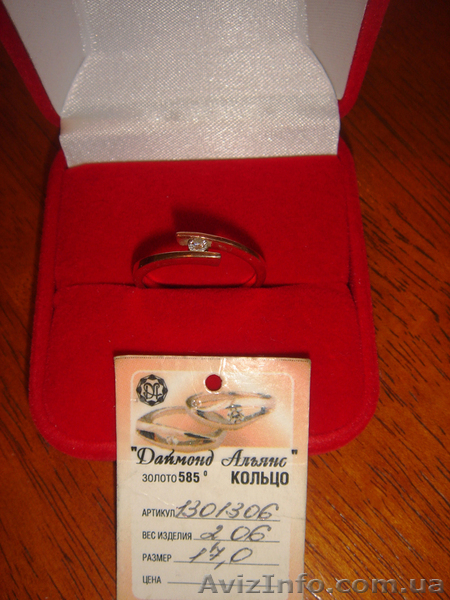 "Даймонд Альянс"
ЗОЛОТО 585° КОЛЬЦО
АРТИКУЛ 1301306
ВЕС ИЗДЕЛИЯ 2 06
РАЗМЕР 17,0
ЦЕНА
AvizInfo.com.ua